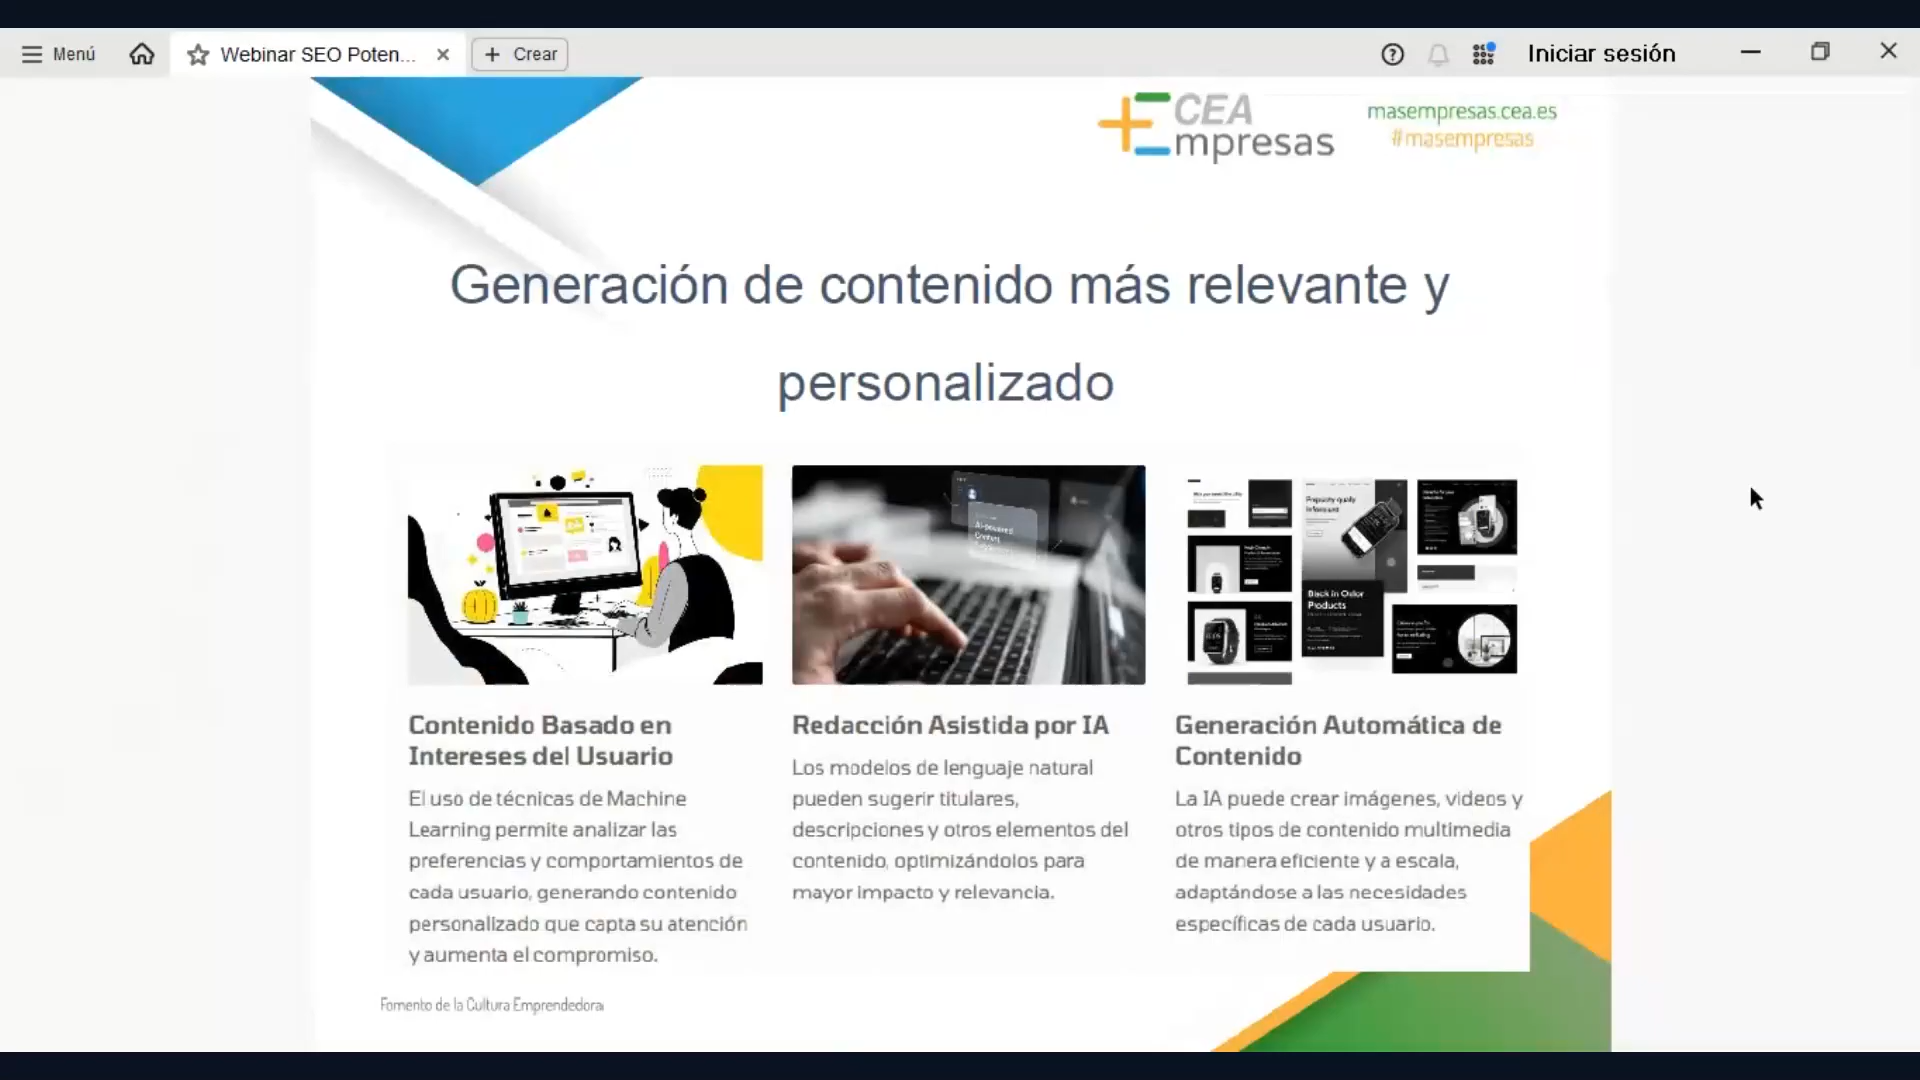 Menú
Webinar SEO Poten...
Crear
Iniciar sesión
CEA
mpresas
masempresas.cea.es
#masempresas
Generación de contenido más relevante y
personalizado
Black in Color
Products
Contenido Basado en
Intereses del Usuario
El uso de técnicas de Machine
Learning permite analizar las
preferencias y comportamientos de
cada usuario, generando contenido
personalizado que capta su atención
y aumenta el compromiso.
Redacción Asistida por IA
Los modelos de lenguaje natural
pueden sugerir titulares,
descripciones y otros elementos del
contenido, optimizándolos para
mayor impacto y relevancia.
Generación Automática de
Contenido
La IA puede crear imágenes, videos y
otros tipos de contenido multimedia
de manera eficiente y a escala,
adaptándose a las necesidades
específicas de cada usuario.
Fomento de la Cultura Emprendedora